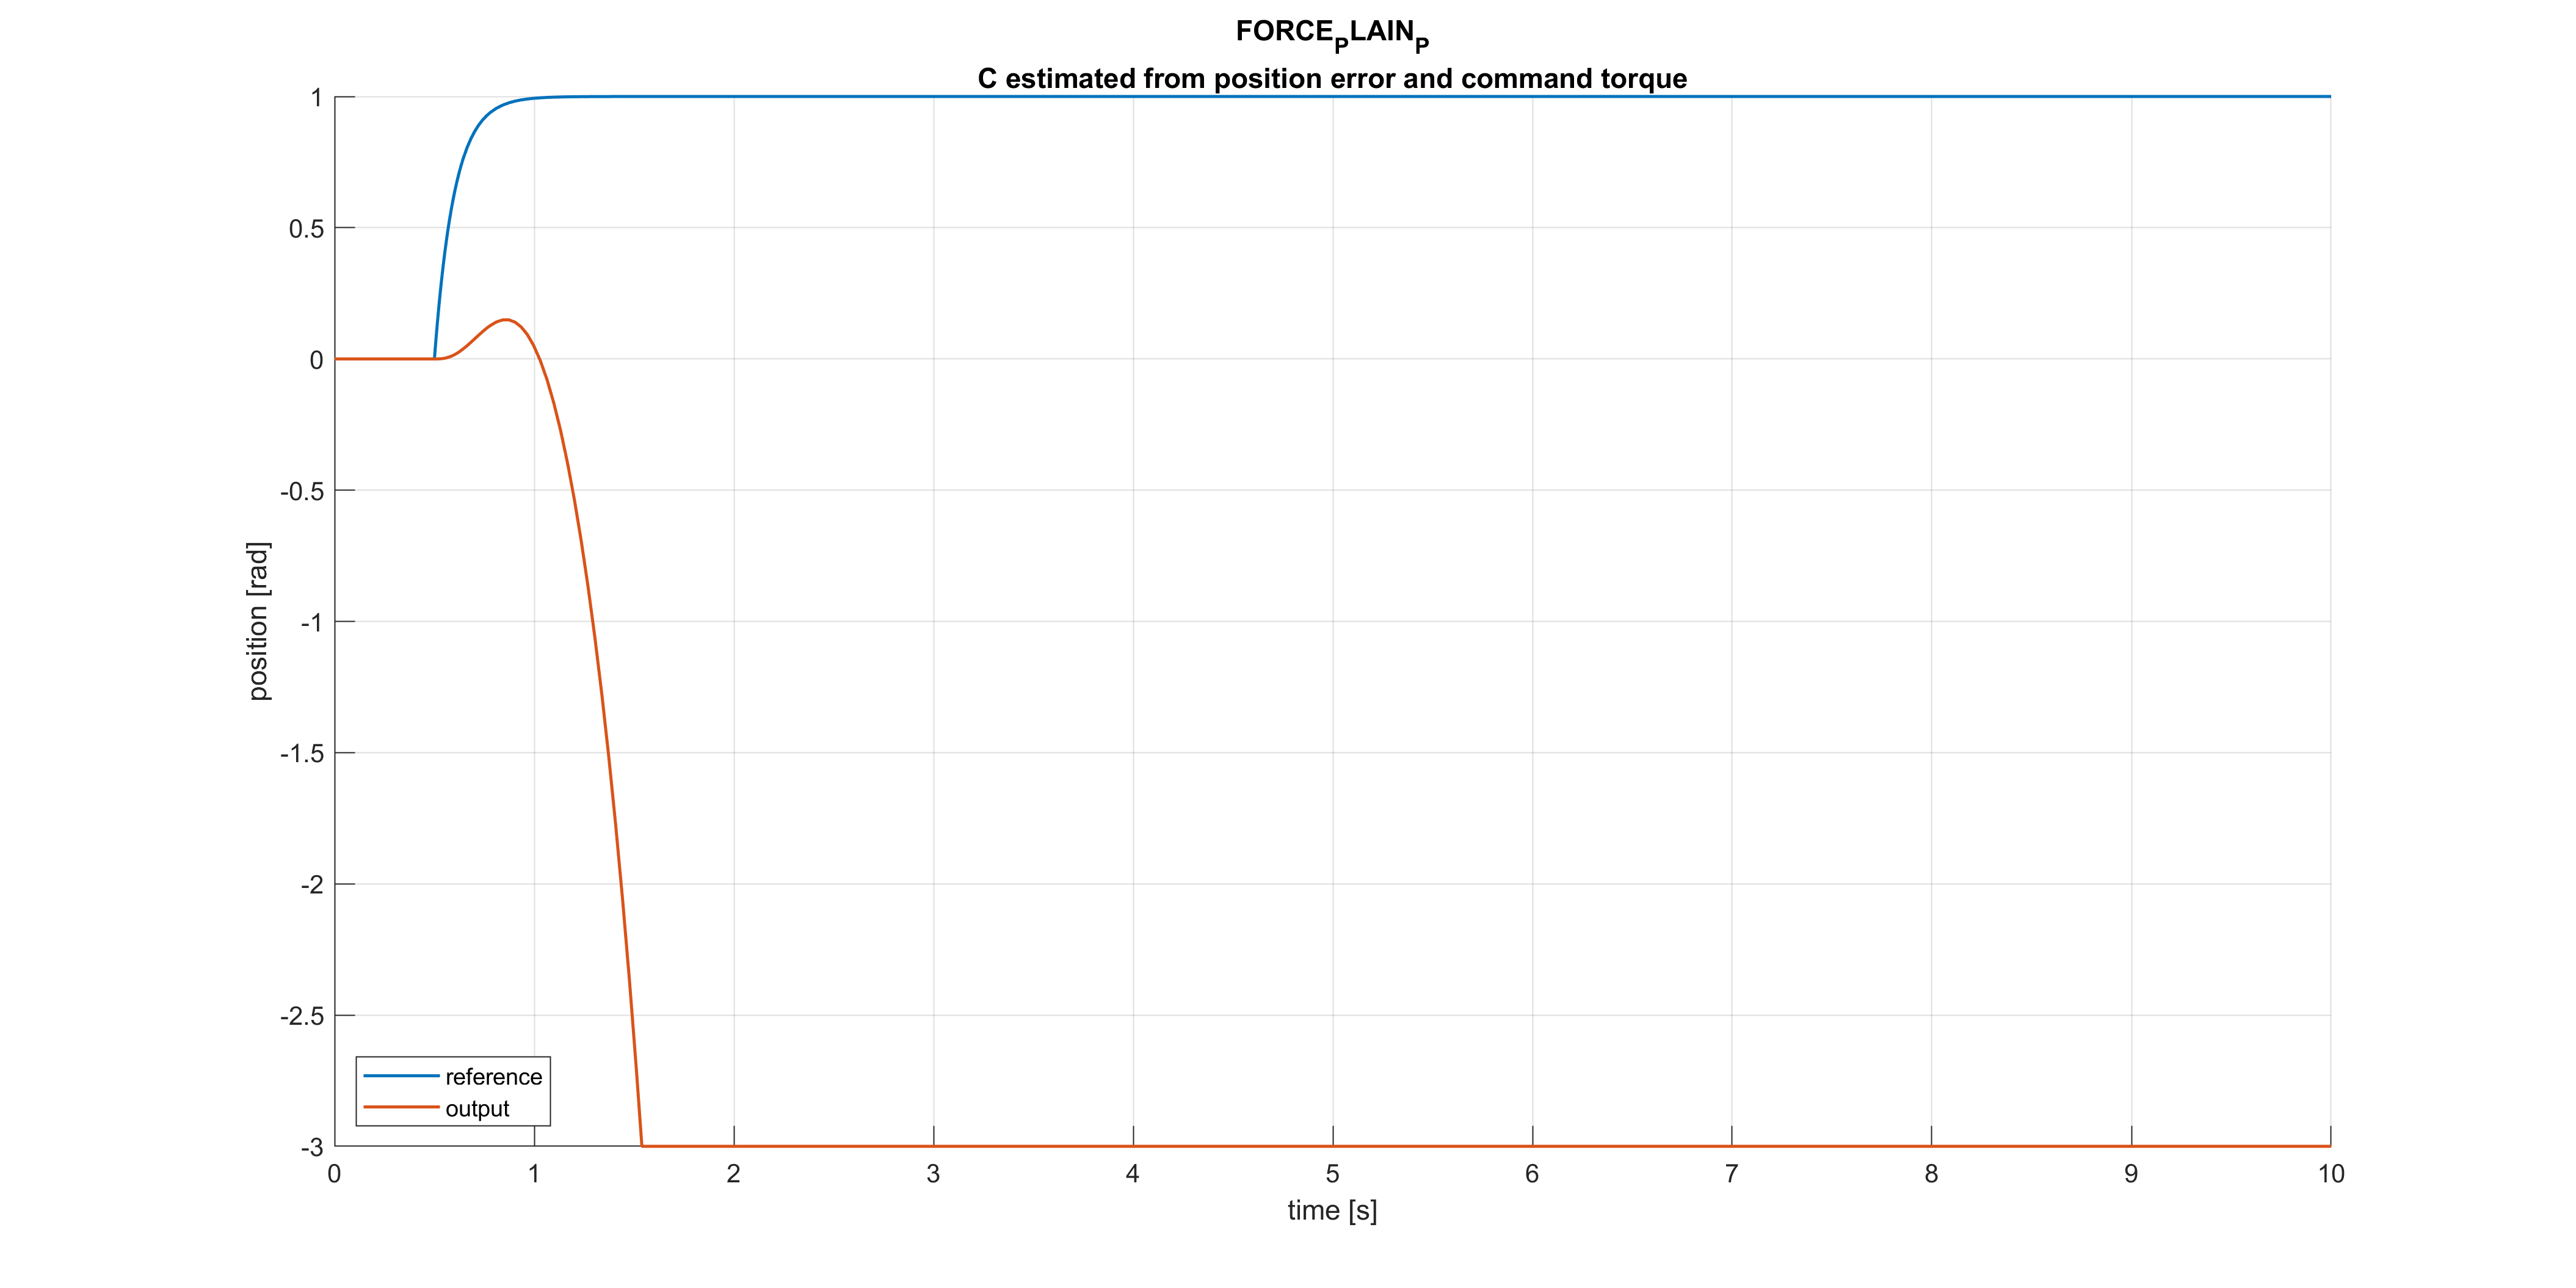 FORCE_PLAIN_P
C estimated from position error and command torque
1
0.5
0
-0.5
-1
-1.5
-2
-2.5
-3
position [rad]
reference
output
0 1 2 3 4 5 6 7 8 9 10
time [s]